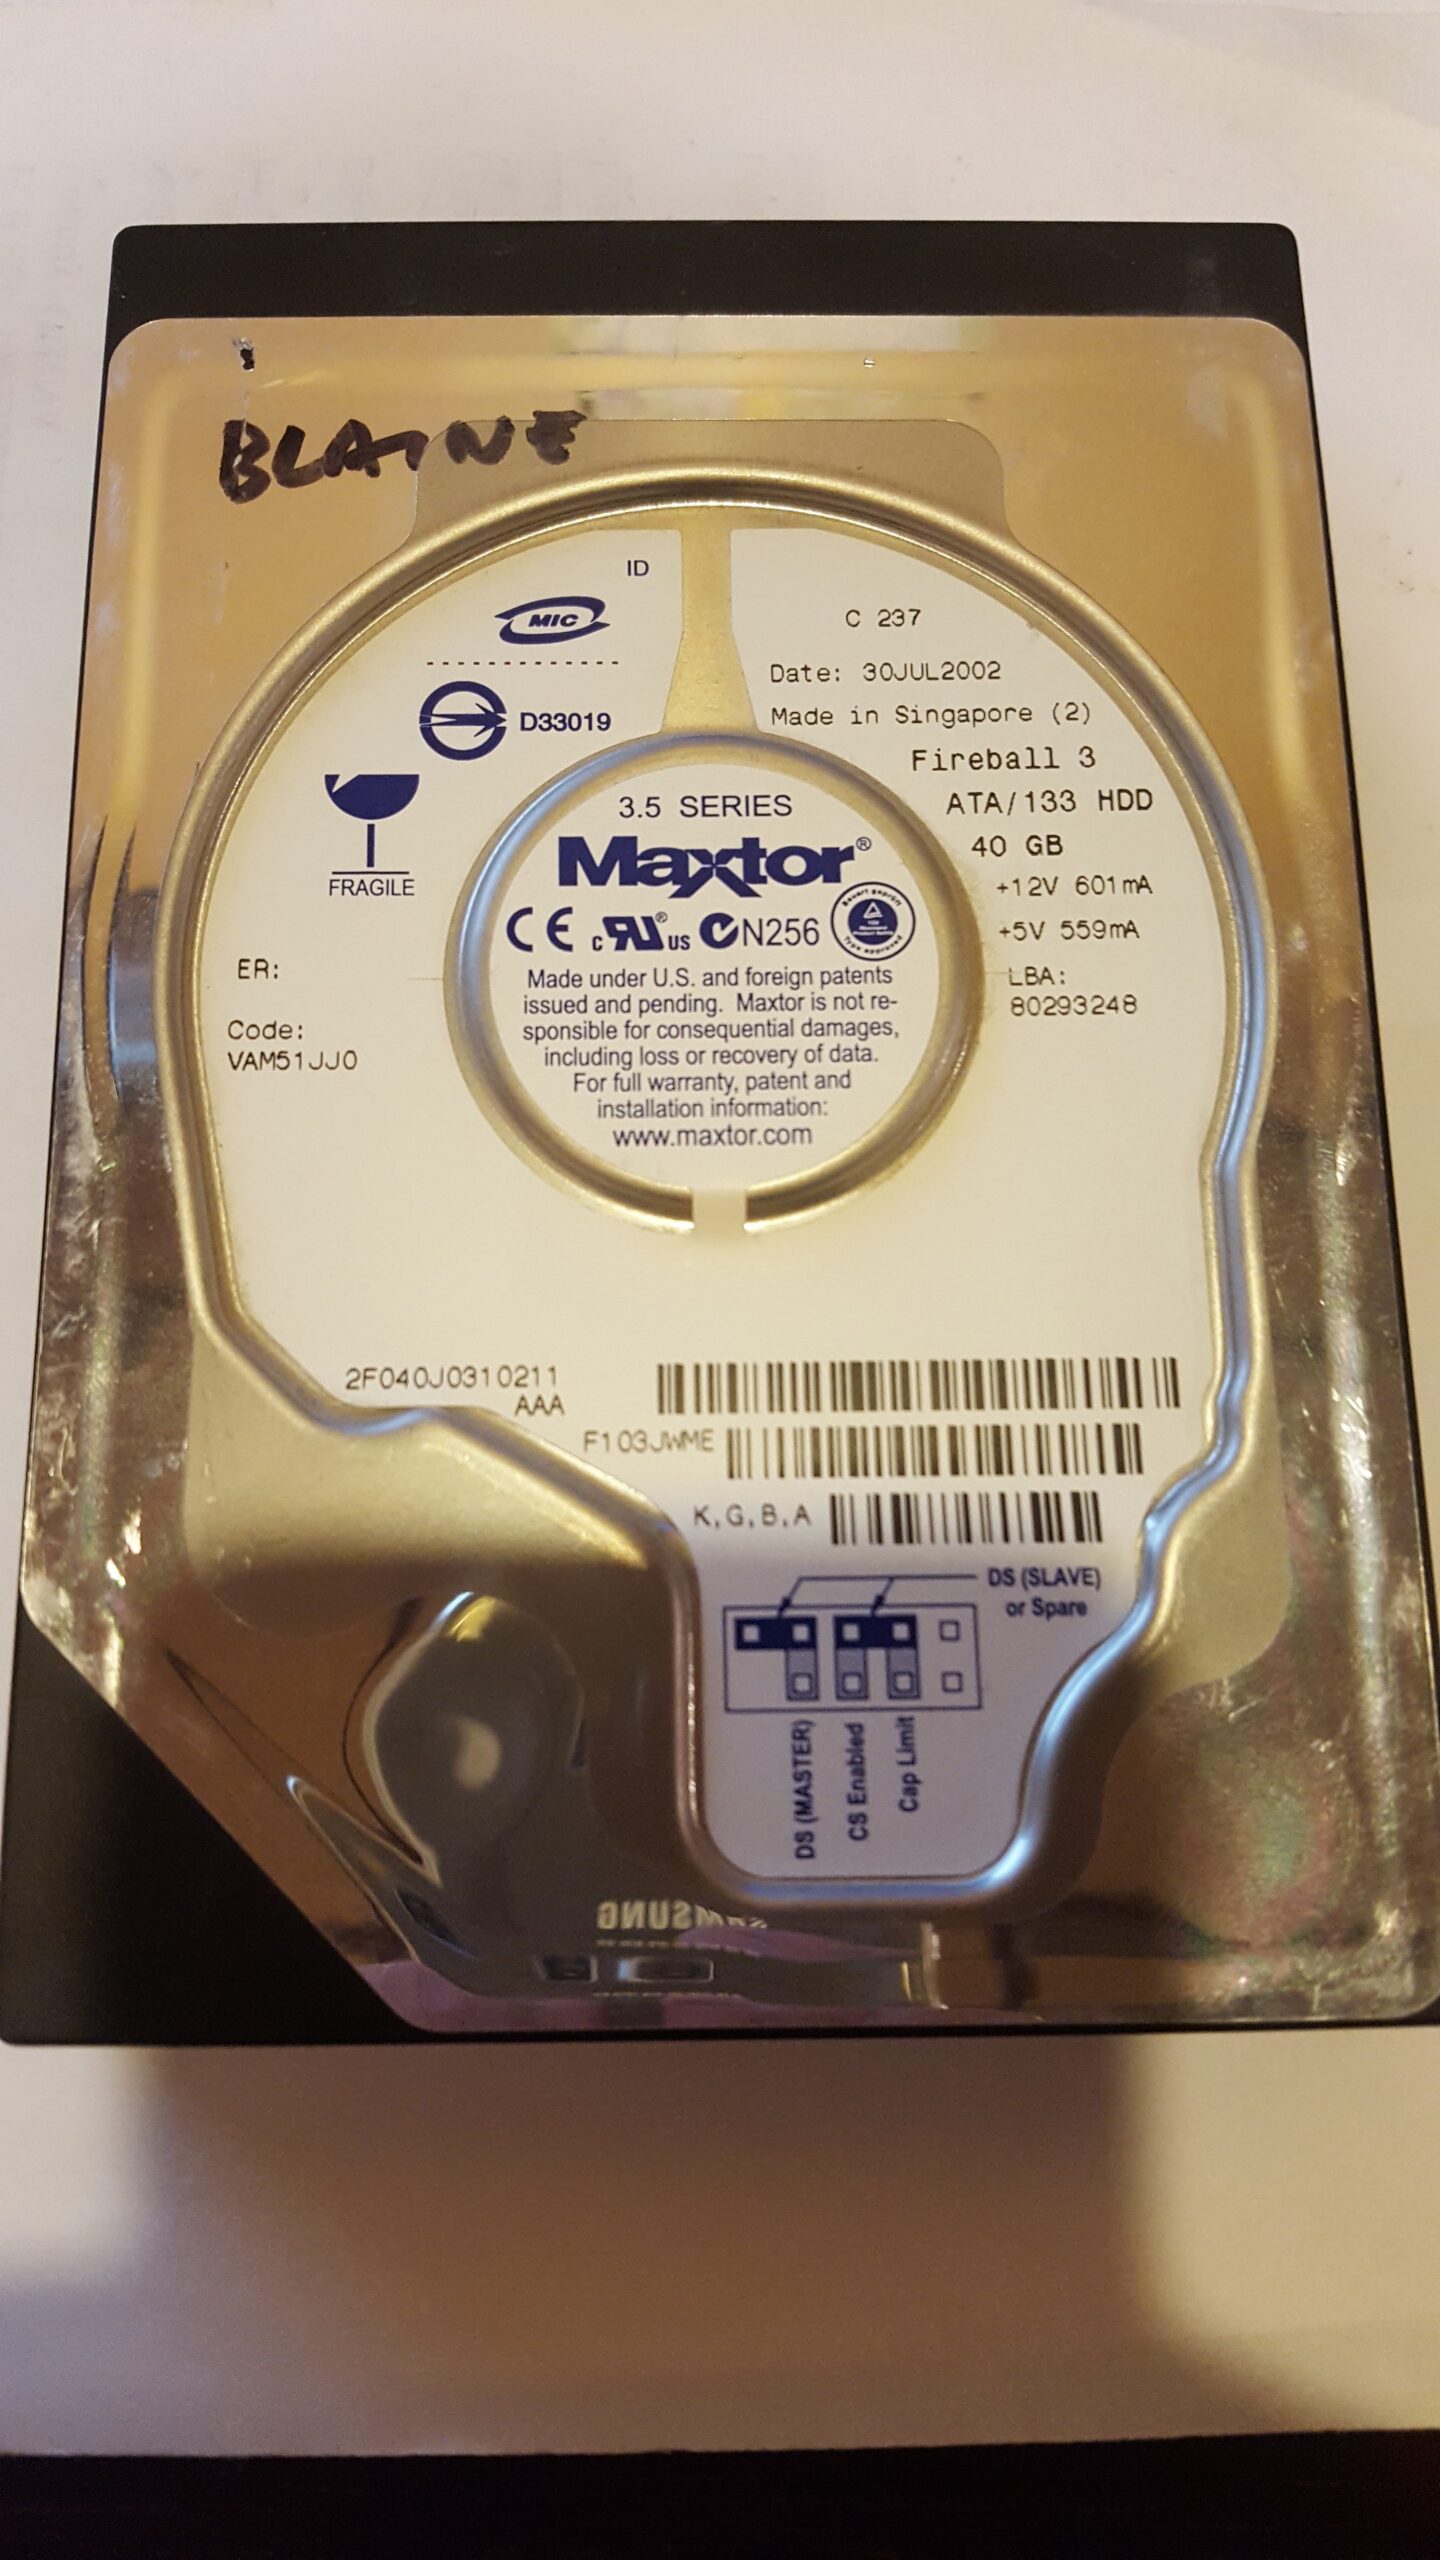 BLAINE
ID
MIC
D33019
FRAGILE
ER:
Code:
VAM51JJ0
C 237
Date: 30JUL2002
Made in Singapore (2)
Fireball 3
ATA/133 HDD
40 GB
+12V 601mA
+5V 559mA
LBA:
80293248
3.5 SERIES
Maxtor®
CE c RU® US N256
Made under U.S. and foreign patents
issued and pending. Maxtor is not re-
sponsible for consequential damages,
including loss or recovery of data.
For full warranty, patent and
installation information:
www.maxtor.com
2F040J0310211
AAA
F103JWME
K,G,B,A
DS (SLAVE)
or Spare
DS (MASTER)
CS Enabled
Cap Limit
SAMSUNG